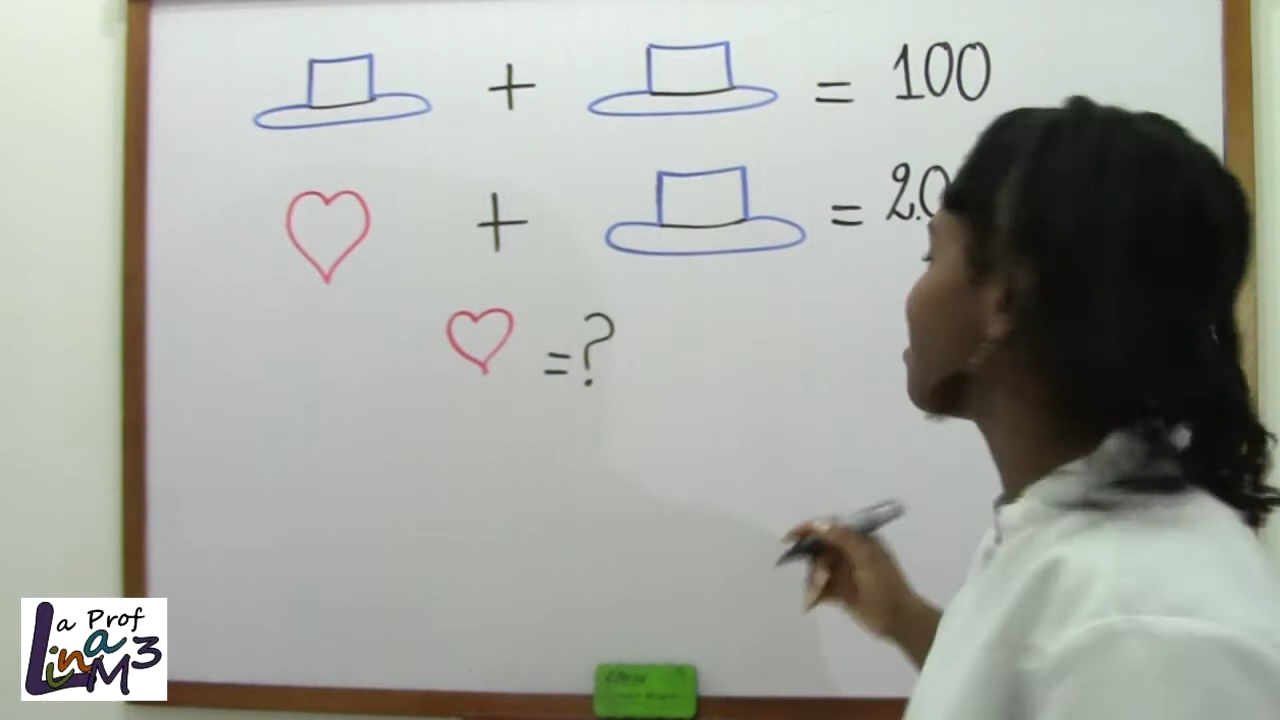 + = 100
+ = 20
= ?
La Prof
Lina M3